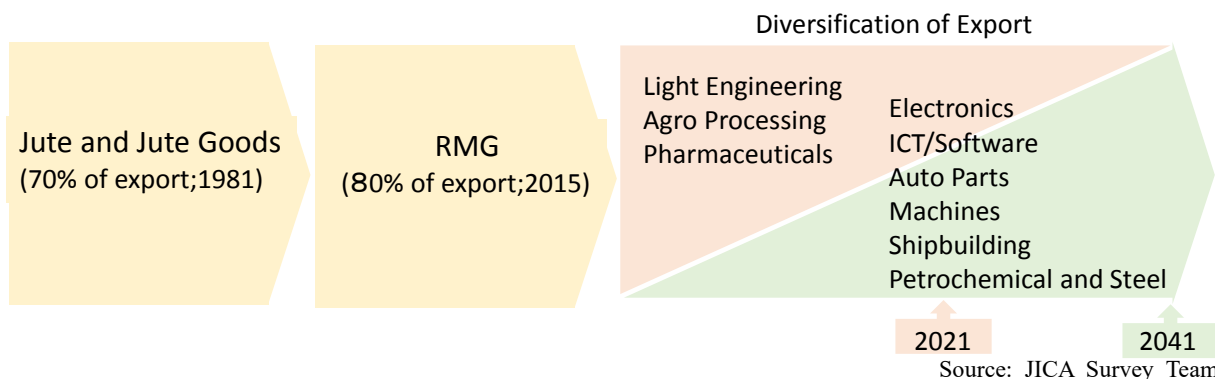 Diversification of Export
Jute and Jute Goods
(70% of export;1981)
RMG
(80% of export;2015)
Light Engineering
Agro Processing
Pharmaceuticals
Electronics
ICT/Software
Auto Parts
Machines
Shipbuilding
Petrochemical and Steel
2021
2041
Source: JICA Survey Team